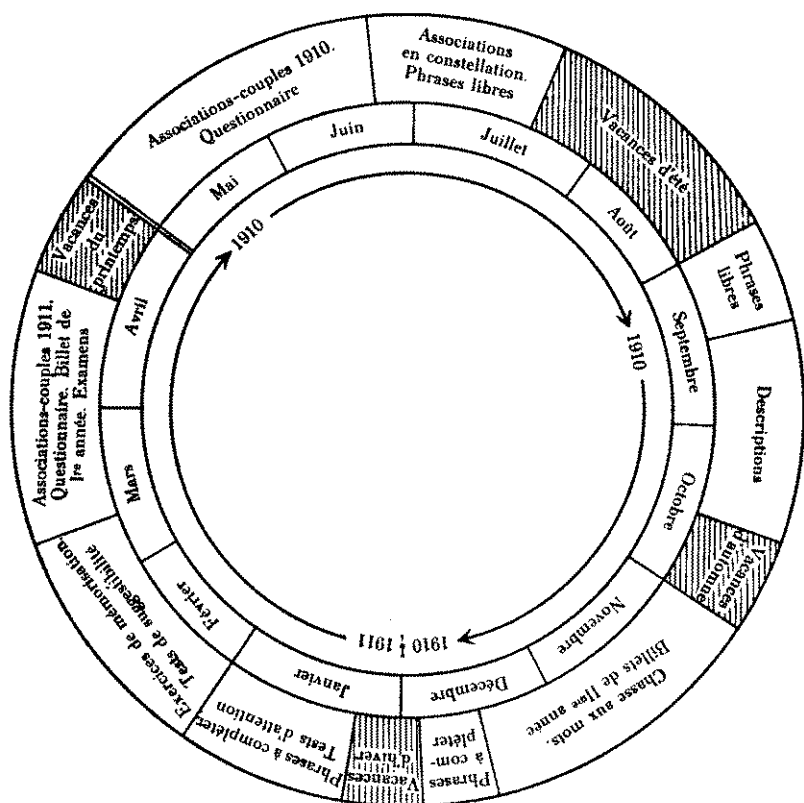 Associations-couples 1910.
Questionnaire
Associations
en constellation.
Phrases libres
Vacances d'été
Phrases
libres
Descriptions
Vacances
d'automne
Chasse aux mots.
Billets de IIme année
Phrases
à com-
pléter
Vacances
d'hiver
Phrases à compléter.
Tests d'attention
Exercices de mémorisation.
Tests de suggestibilité
Associations-couples 1911.
Questionnaire. Billet de
Ire année. Examens
Vacances
du
printemps
Mai
Juin
Juillet
Août
Septembre
Octobre
Novembre
Décembre
Janvier
Février
Mars
Avril
1910
1910
1910
1911